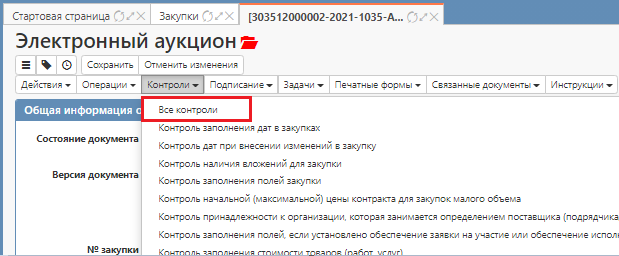 Стартовая страница Закупки [303512000002-2021-1035-А...
Электронный аукцион
Сохранить Отменить изменения
Действия Операции Контроли Подписание Задачи Печатные формы Связанные документы Инструкции
Общая информация о
Все контроли
Контроль заполнения дат в закупках
Состояние документа
Контроль дат при внесении изменений в закупку
Контроль наличия вложений для закупки
Версия документа
Контроль заполнения полей закупки
Контроль начальной (максимальной) цены контракта для закупок малого объема
Контроль принадлежности к организации, которая занимается определением поставщика (подрядчика
Контроль заполнения полей, если установлено обеспечение заявки на участие или обеспечение испол
№ закупки
Контроль заполнения стоимости товаров (работ, услуг)